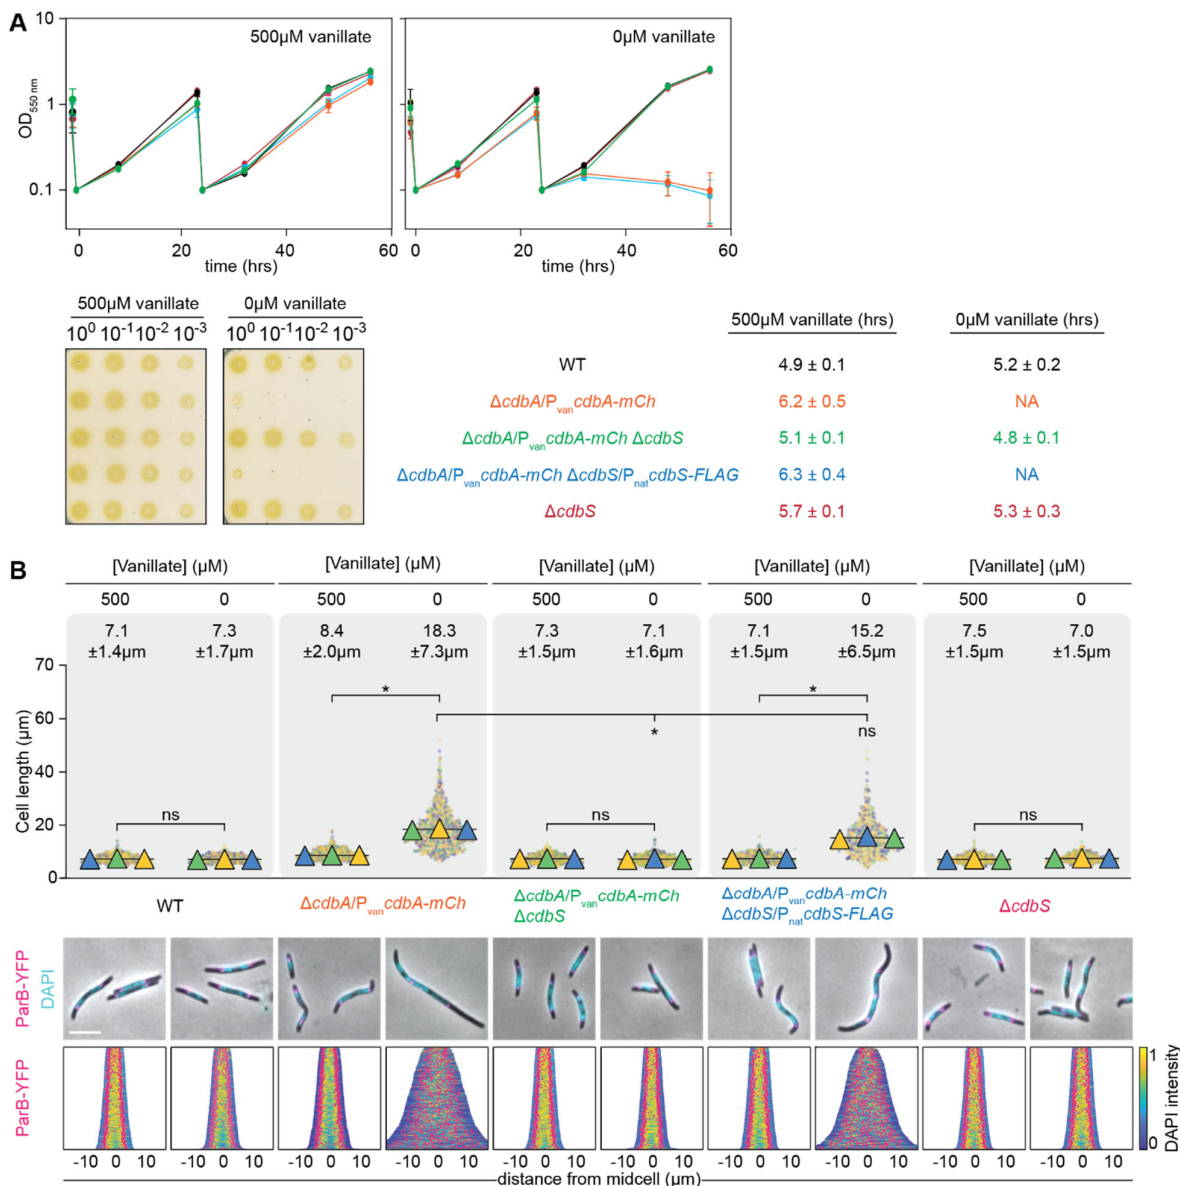 A
500µM vanillate
0µM vanillate
10
1
0.1
OD550 nm
0 20 40 60
0 20 40 60
time (hrs)
time (hrs)
500µM vanillate
0µM vanillate
10⁰ 10⁻¹ 10⁻² 10⁻³
10⁰ 10⁻¹ 10⁻² 10⁻³
500µM vanillate (hrs) 0µM vanillate (hrs)
WT 4.9 ± 0.1 5.2 ± 0.2
ΔcdbA/PvancdbA-mCh 6.2 ± 0.5 NA
ΔcdbA/PvancdbA-mCh ΔcdbS 5.1 ± 0.1 4.8 ± 0.1
ΔcdbA/PvancdbA-mCh ΔcdbS/PnatcdbS-FLAG 6.3 ± 0.4 NA
ΔcdbS 5.7 ± 0.1 5.3 ± 0.3
B
[Vanillate] (µM) [Vanillate] (µM) [Vanillate] (µM) [Vanillate] (µM) [Vanillate] (µM)
500 0 500 0 500 0 500 0 500 0
7.1 7.3 8.4 18.3 7.3 7.1 7.1 15.2 7.5 7.0
±1.4µm ±1.7µm ±2.0µm ±7.3µm ±1.5µm ±1.6µm ±1.5µm ±6.5µm ±1.5µm ±1.5µm
70
60
40
20
0
Cell length (µm)
* *
* ns
ns ns ns
WT ΔcdbA/PvancdbA-mCh ΔcdbA/PvancdbA-mCh ΔcdbA/PvancdbA-mCh ΔcdbS
ΔcdbS ΔcdbS/PnatcdbS-FLAG
ParB-YFP
DAPI
ParB-YFP
1
0
DAPI intensity
-10 0 10 -10 0 10 -10 0 10 -10 0 10 -10 0 10 -10 0 10 -10 0 10 -10 0 10 -10 0 10 -10 0 10
distance from midcell (µm)